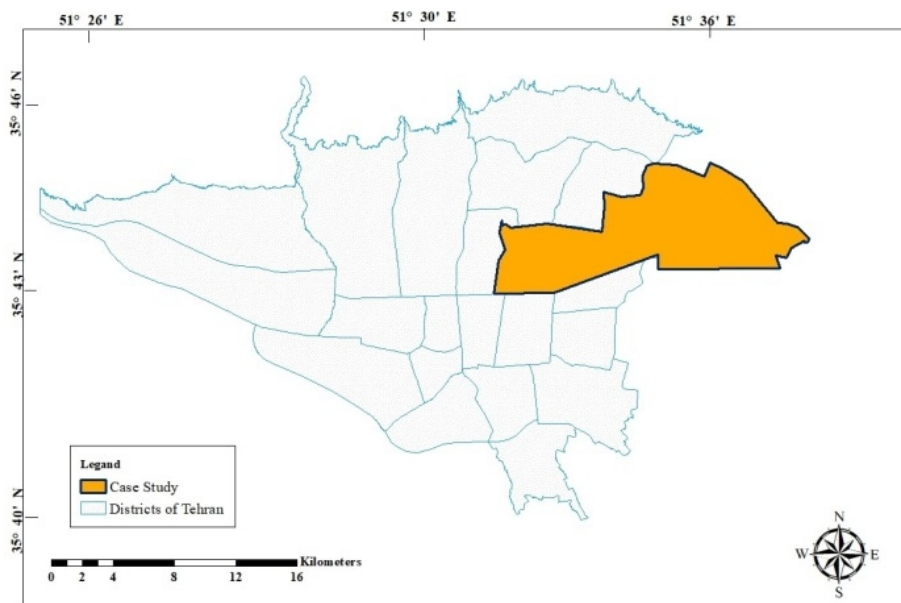 51° 26' E
51° 30' E
51° 36' E
35° 46' N
35° 43' N
35° 40' N
Legand
Case Study
Districts of Tehran
Kilometers
0 2 4 8 12 16
N
W E
S